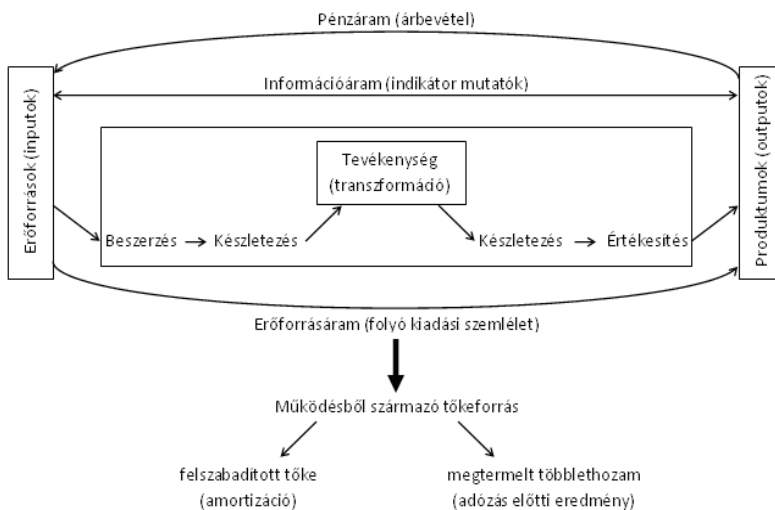 Pénzáram (árbevétel)
Információáram (indikátor mutatók)
Erőforrások (inputok)
Produktumok (outputok)
Tevékenység
(transzformáció)
Beszerzés
Készletezés
Készletezés
Értékesítés
Erőforrásáram (folyó kiadási szemlélet)
Működésből származó tőkeforrás
felszabadított tőke
(amortizáció)
megtermelt többlethozam
(adózás előtti eredmény)